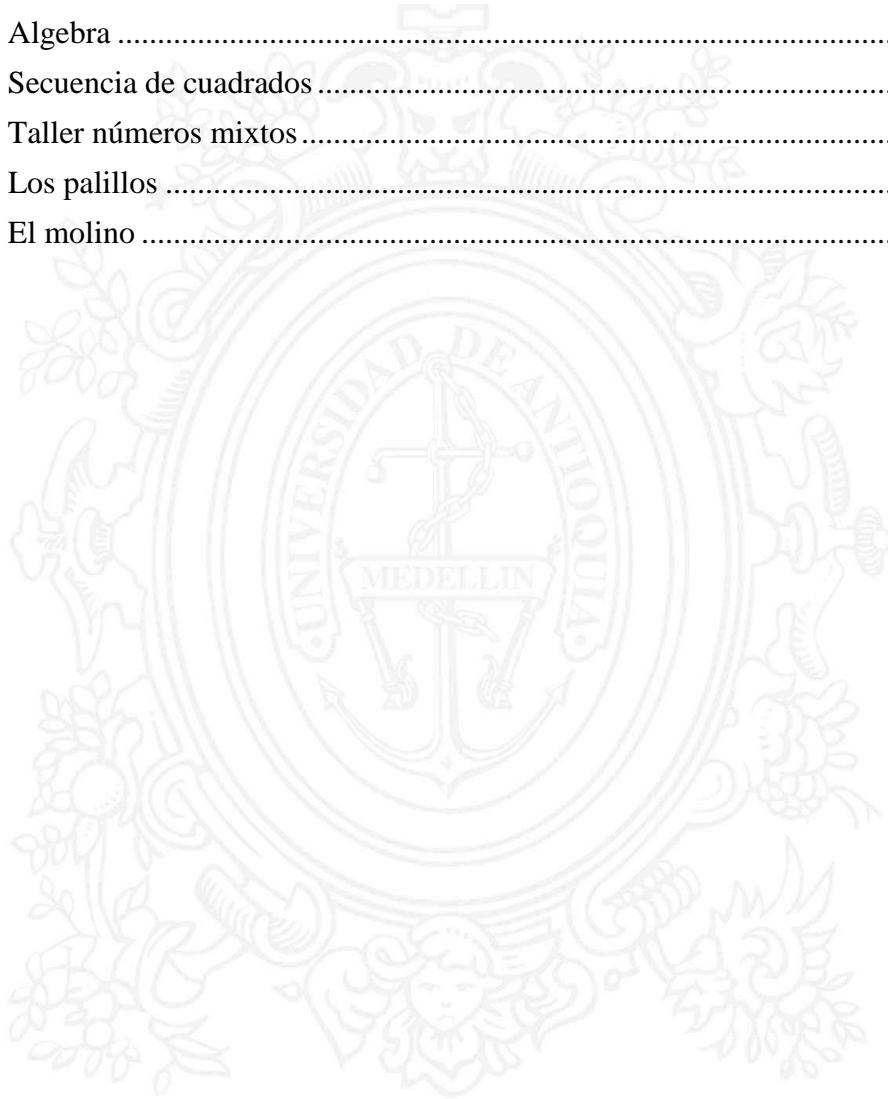 Algebra ..........................................................................................................
Secuencia de cuadrados ..........................................................................
Taller números mixtos ............................................................................
Los palillos ....................................................................................................
El molino .......................................................................................................
UNIVERSIDAD DE ANTIOQUIA
MEDELLIN